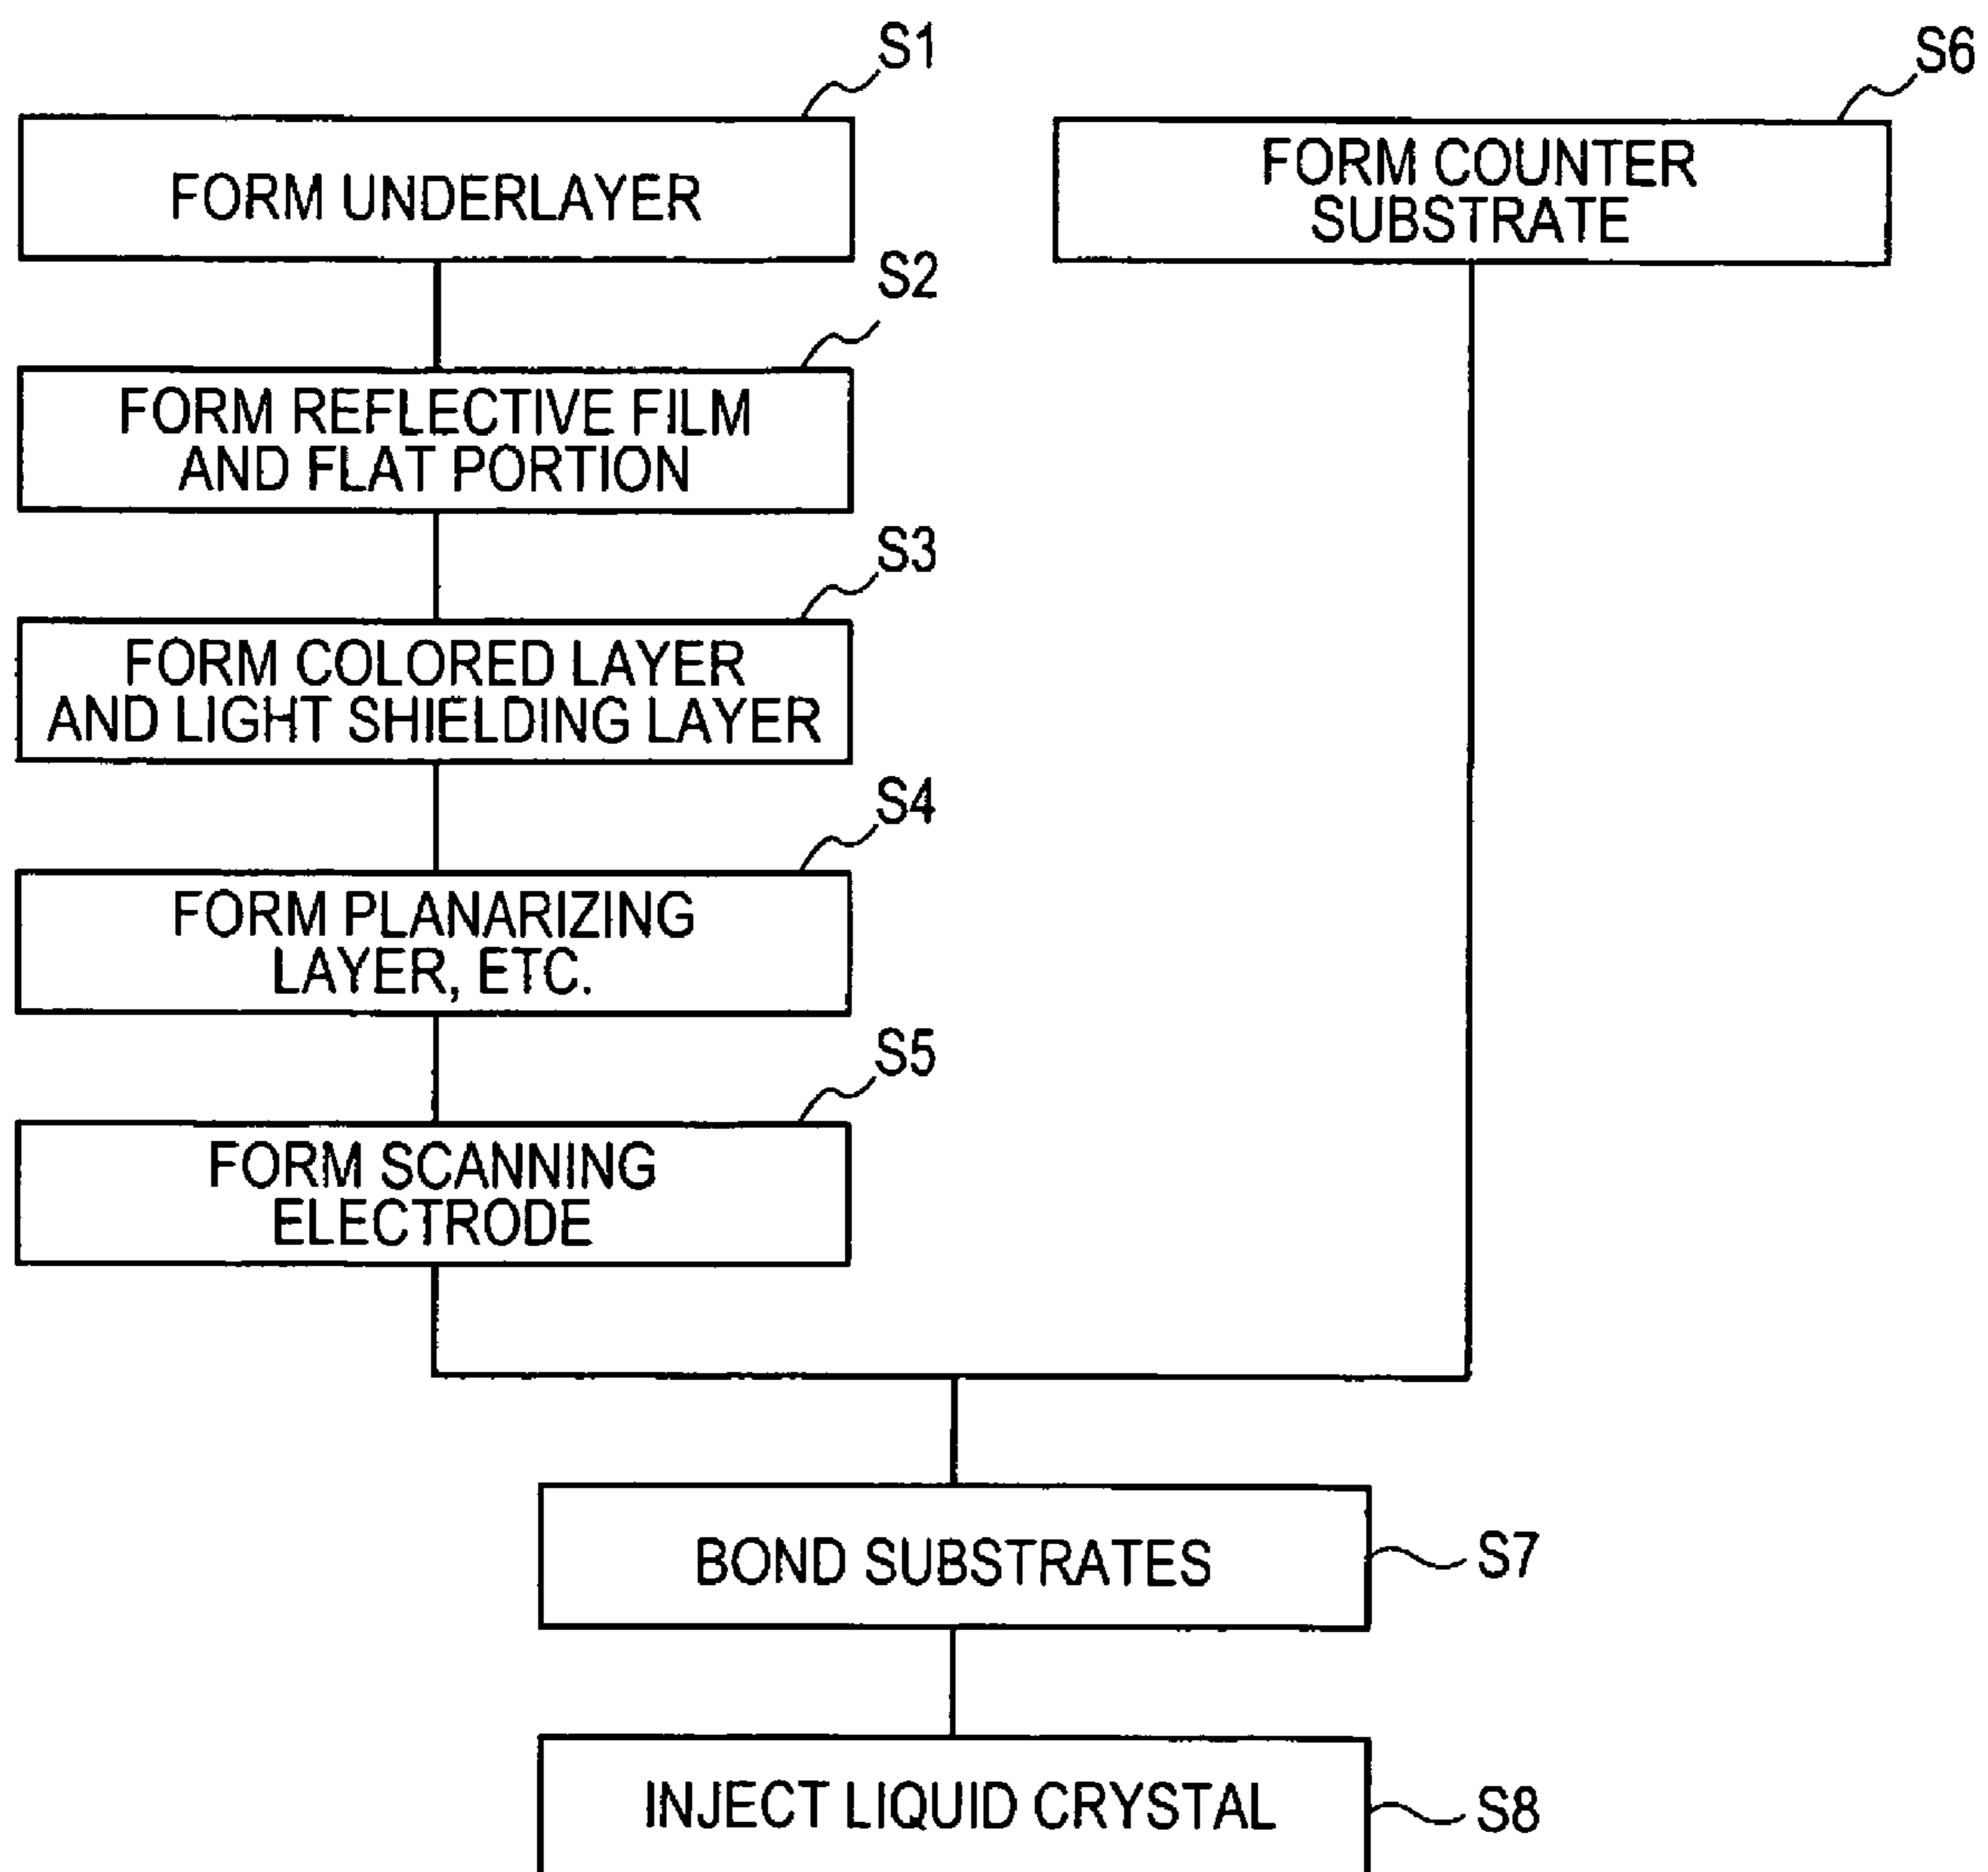 S1
FORM UNDERLAYER
S2
FORM REFLECTIVE FILM
AND FLAT PORTION
S3
FORM COLORED LAYER
AND LIGHT SHIELDING LAYER
S4
FORM PLANARIZING
LAYER, ETC.
S5
FORM SCANNING
ELECTRODE
S6
FORM COUNTER
SUBSTRATE
BOND SUBSTRATES
S7
INJECT LIQUID CRYSTAL
S8